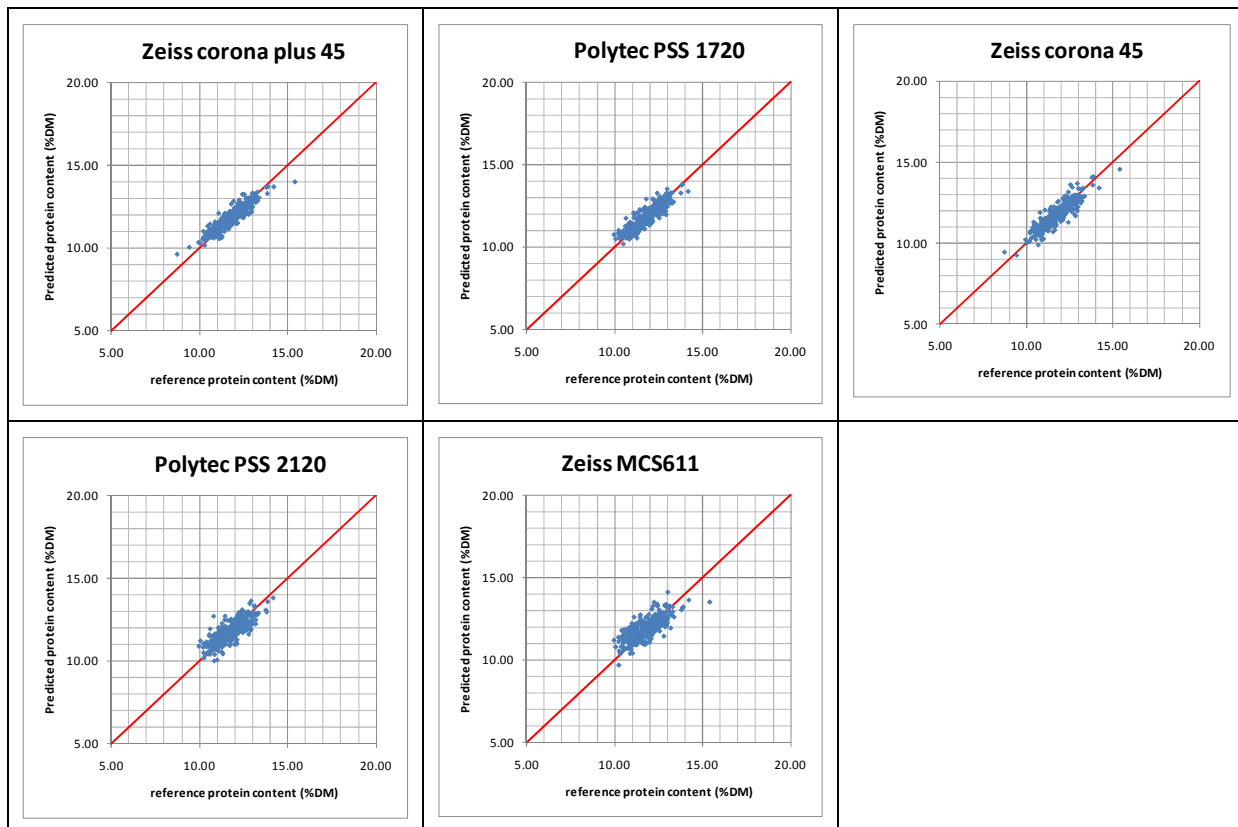 Zeiss corona plus 45
20.00
15.00
10.00
5.00
5.00 10.00 15.00 20.00
Predicted protein content (%DM)
reference protein content (%DM)
Polytec PSS 1720
20.00
15.00
10.00
5.00
5.00 10.00 15.00 20.00
Predicted protein content (%DM)
reference protein content (%DM)
Zeiss corona 45
20.00
15.00
10.00
5.00
5.00 10.00 15.00 20.00
Predicted protein content (%DM)
reference protein content (%DM)
Polytec PSS 2120
20.00
15.00
10.00
5.00
5.00 10.00 15.00 20.00
Predicted protein content (%DM)
reference protein content (%DM)
Zeiss MCS611
20.00
15.00
10.00
5.00
5.00 10.00 15.00 20.00
Predicted protein content (%DM)
reference protein content (%DM)